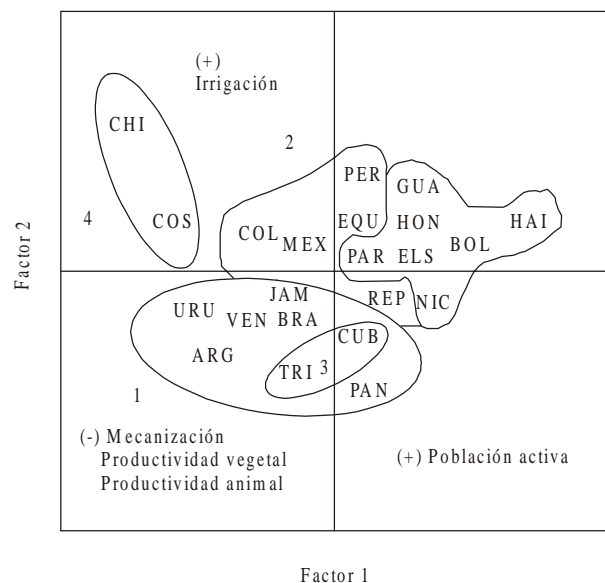 (+)
Irrigación
CHI
2
PER
GUA
4
COS
COL
MEX
EQU
HON
HAI
BOL
PAR
ELS
Factor 2
JAM
REP
NIC
URU
VEN
BRA
CUB
ARG
TRI
3
1
PAN
(-) Mecanización
Productividad vegetal
Productividad animal
(+) Población activa
Factor 1